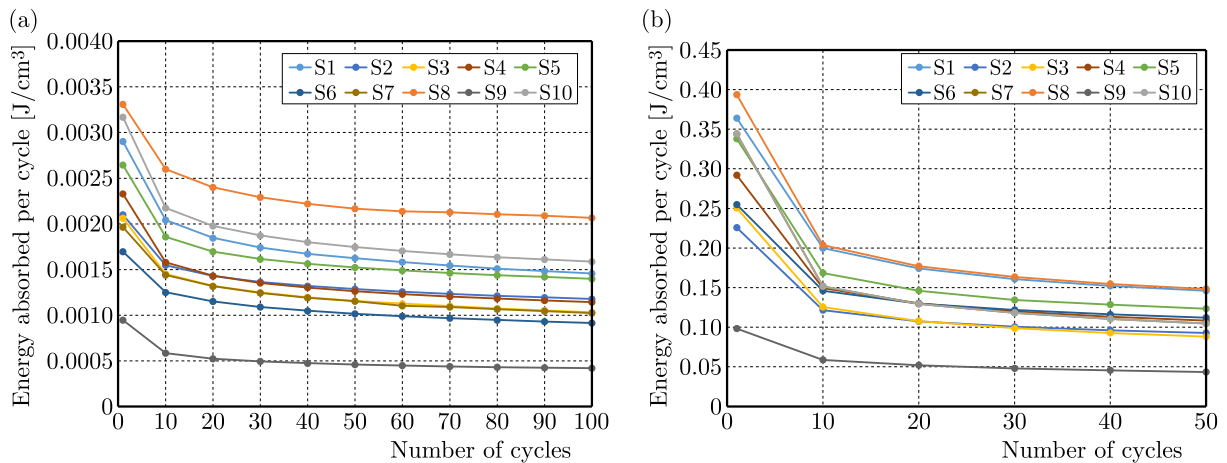 (a)
Energy absorbed per cycle [J/cm³]
0.0040
0.0035
0.0030
0.0025
0.0020
0.0015
0.0010
0.0005
0
S1 S2 S3 S4 S5
S6 S7 S8 S9 S10
0 10 20 30 40 50 60 70 80 90 100
Number of cycles
(b)
Energy absorbed per cycle [J/cm³]
0.45
0.40
0.35
0.30
0.25
0.20
0.15
0.10
0.05
0
S1 S2 S3 S4 S5
S6 S7 S8 S9 S10
0 10 20 30 40 50
Number of cycles